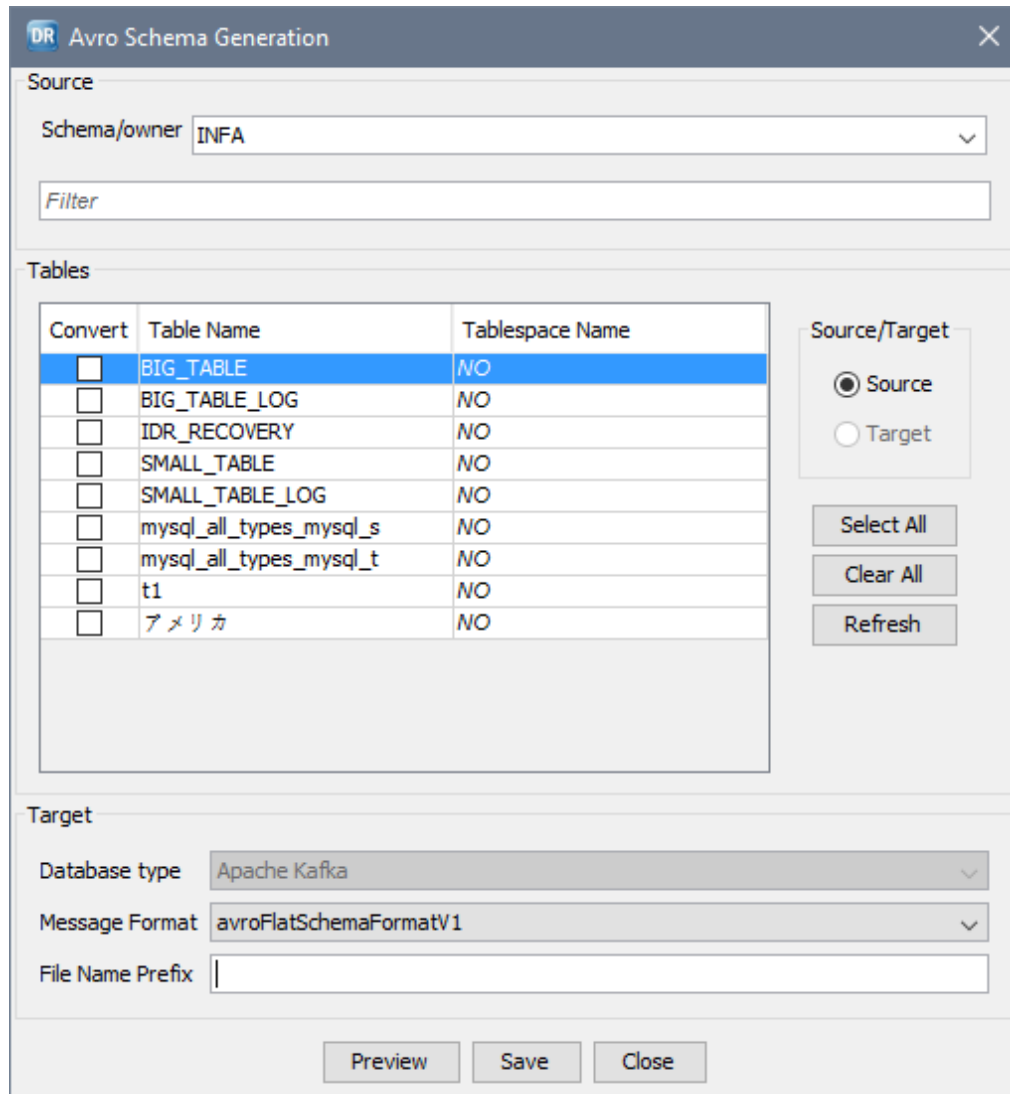 DR Avro Schema Generation
Source
Schema/owner INFA
Filter
Tables
Convert Table Name Tablespace Name
BIG_TABLE NO
BIG_TABLE_LOG NO
IDR_RECOVERY NO
SMALL_TABLE NO
SMALL_TABLE_LOG NO
mysql_all_types_mysql_s NO
mysql_all_types_mysql_t NO
t1 NO
アメリカ NO
Source/Target
Source
Target
Select All
Clear All
Refresh
Target
Database type Apache Kafka
Message Format avroFlatSchemaFormatV1
File Name Prefix
Preview Save Close